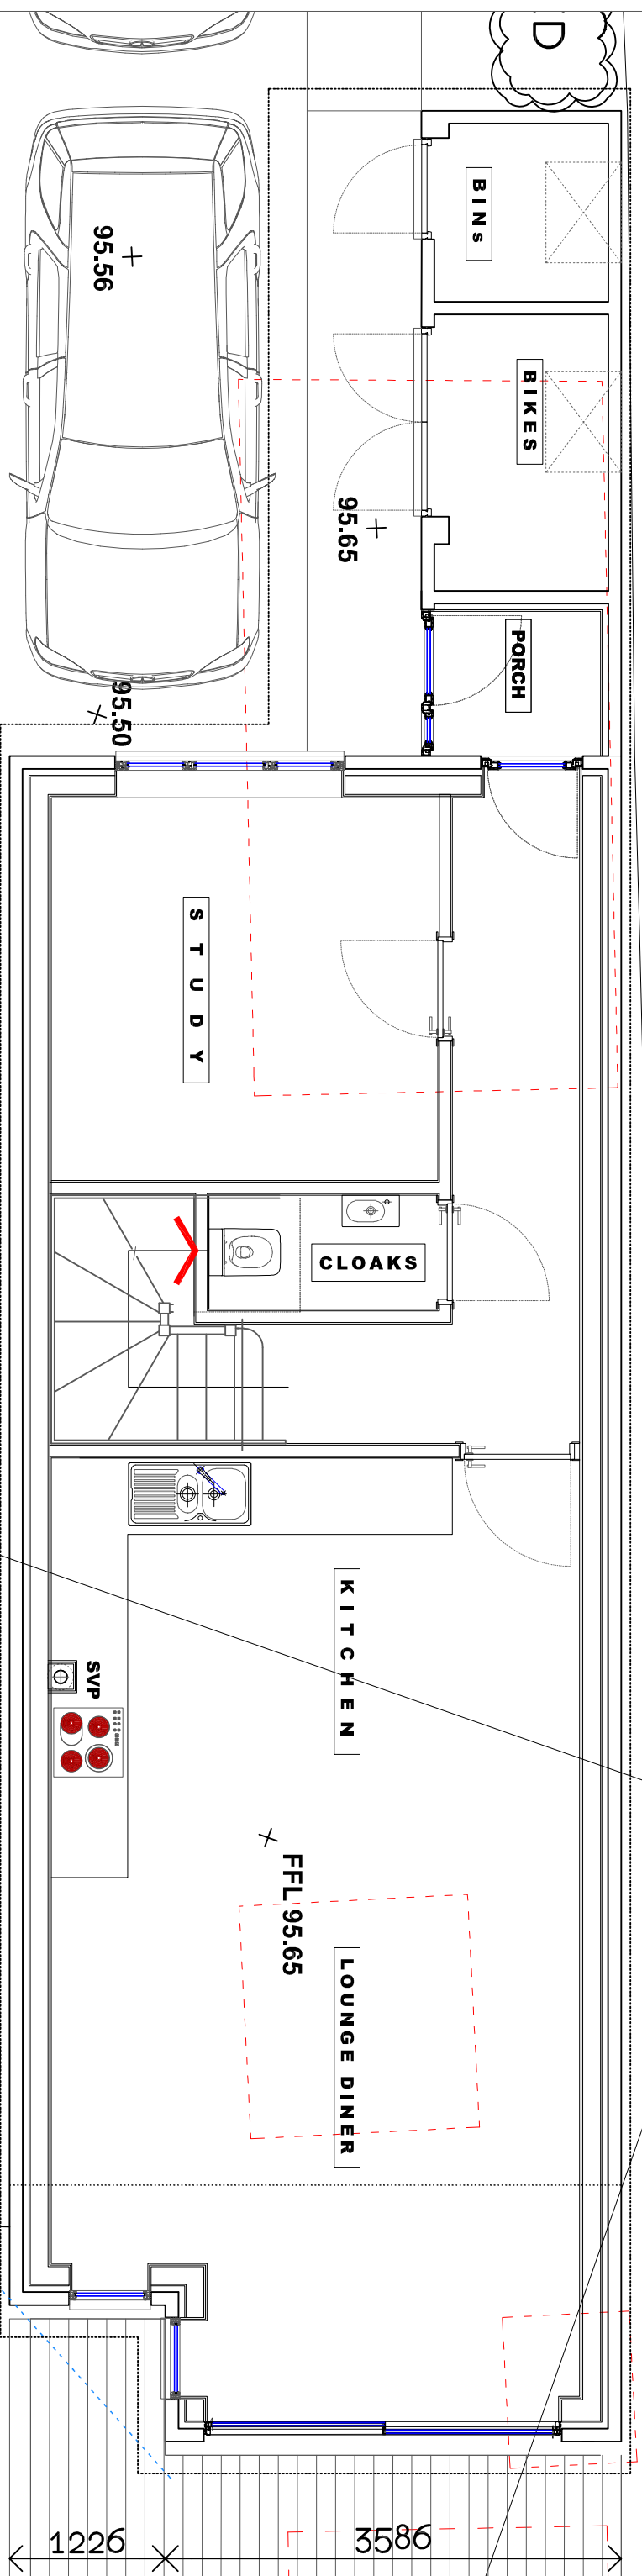 D
BINs
95.56
BIKES
95.65
PORCH
95.50
STUDY
CLOAKS
KITCHEN
SVP
FFL 95.65
LOUNGE DINER
1226
3586